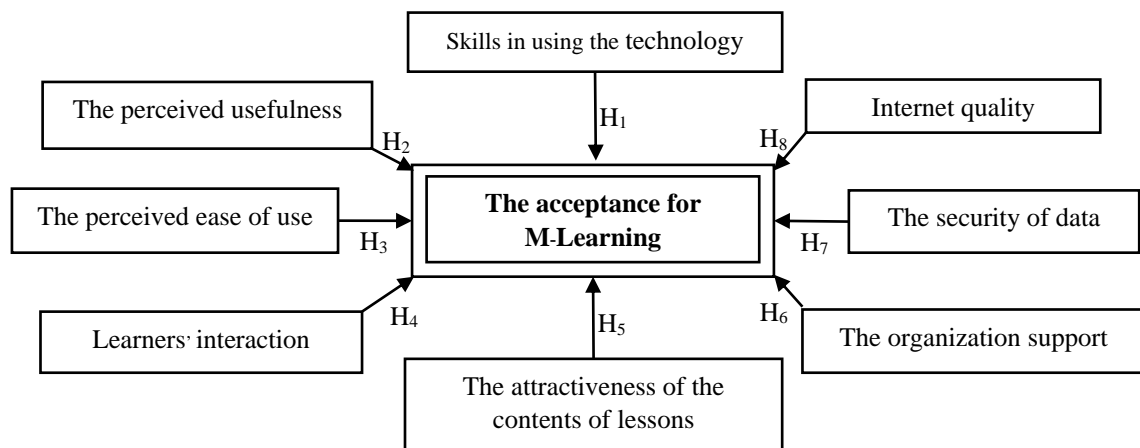 Skills in using the technology
The perceived usefulness
Internet quality
H1
H2
H8
The acceptance for
M-Learning
The perceived ease of use
The security of data
H3
H7
H4
H5
H6
Learners' interaction
The organization support
The attractiveness of the
contents of lessons